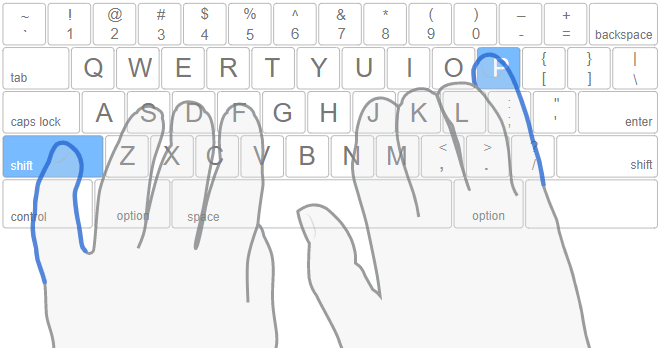 ~ ! @ # $ % ^ & * ( ) – +
` 1 2 3 4 5 6 7 8 9 0 - = backspace
tab Q W E R T Y U I O P { [ } ] | \
caps lock A S D F G H J K L : ; " ' enter
shift Z X C V B N M < , > . ? / shift
control option space option